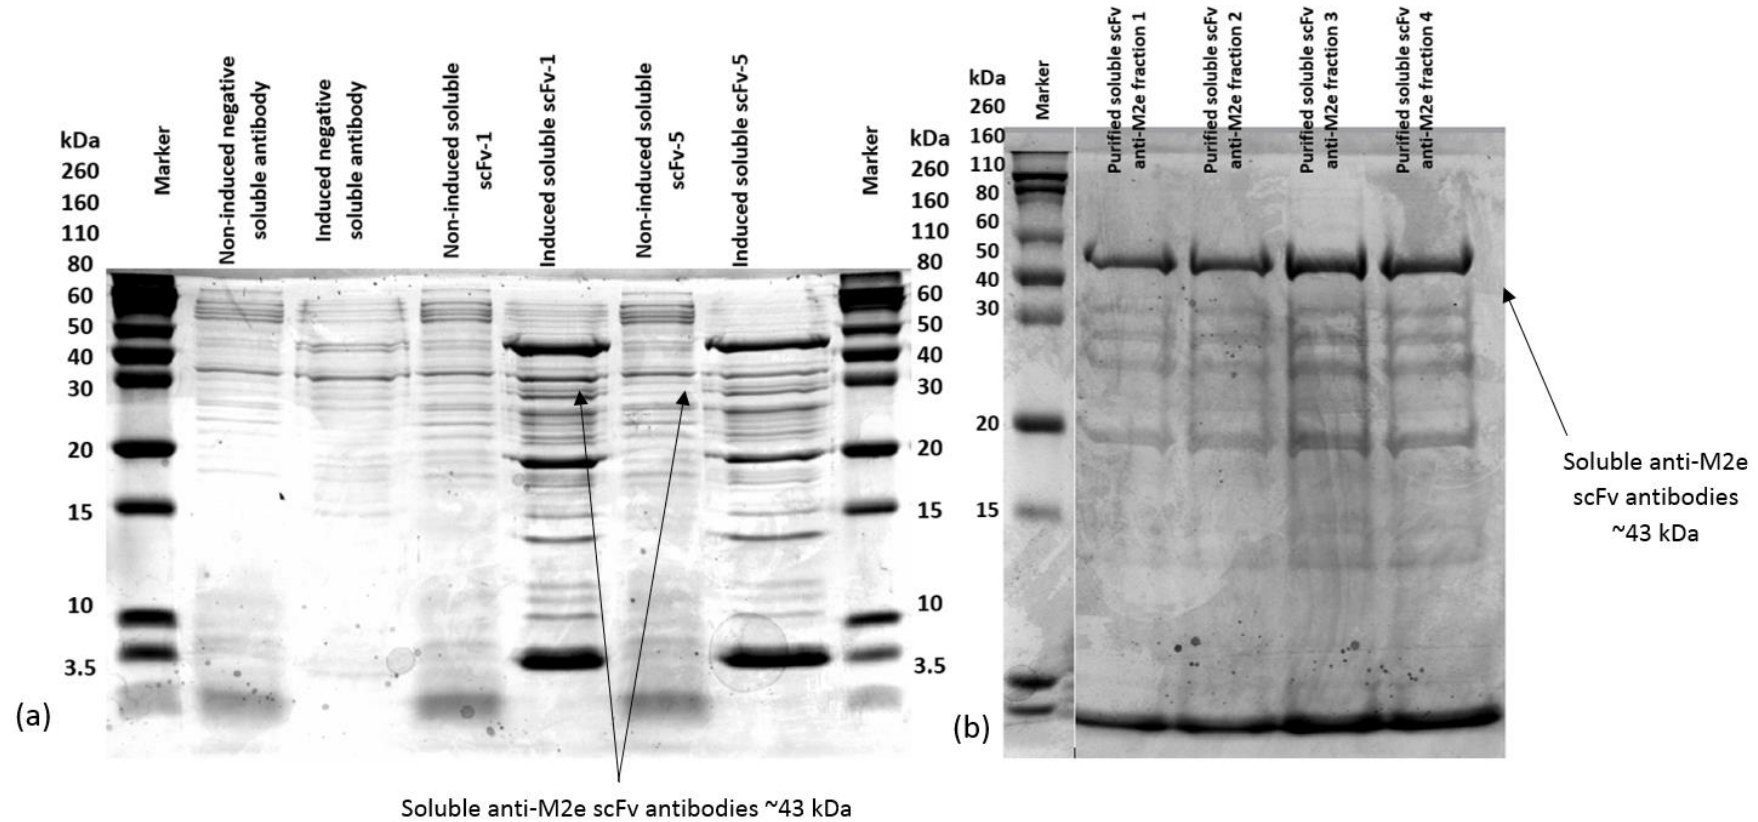 kDa
260
160
110
80
60
50
40
30
20
15
10
3.5
Marker
Non-induced negative
soluble antibody
Induced negative
soluble antibody
Non-induced soluble
scFv-1
Induced soluble scFv-1
Non-induced soluble
scFv-5
Induced soluble scFv-5
Marker
kDa
260
160
110
80
60
50
40
30
20
15
10
3.5
(a)
Soluble anti-M2e scFv antibodies ~43 kDa
kDa
260
160
110
80
60
50
40
30
20
15
Marker
Purified soluble scFv
anti-M2e fraction 1
Purified soluble scFv
anti-M2e fraction 2
Purified soluble scFv
anti-M2e fraction 3
Purified soluble scFv
anti-M2e fraction 4
(b)
Soluble anti-M2e
scFv antibodies
~43 kDa